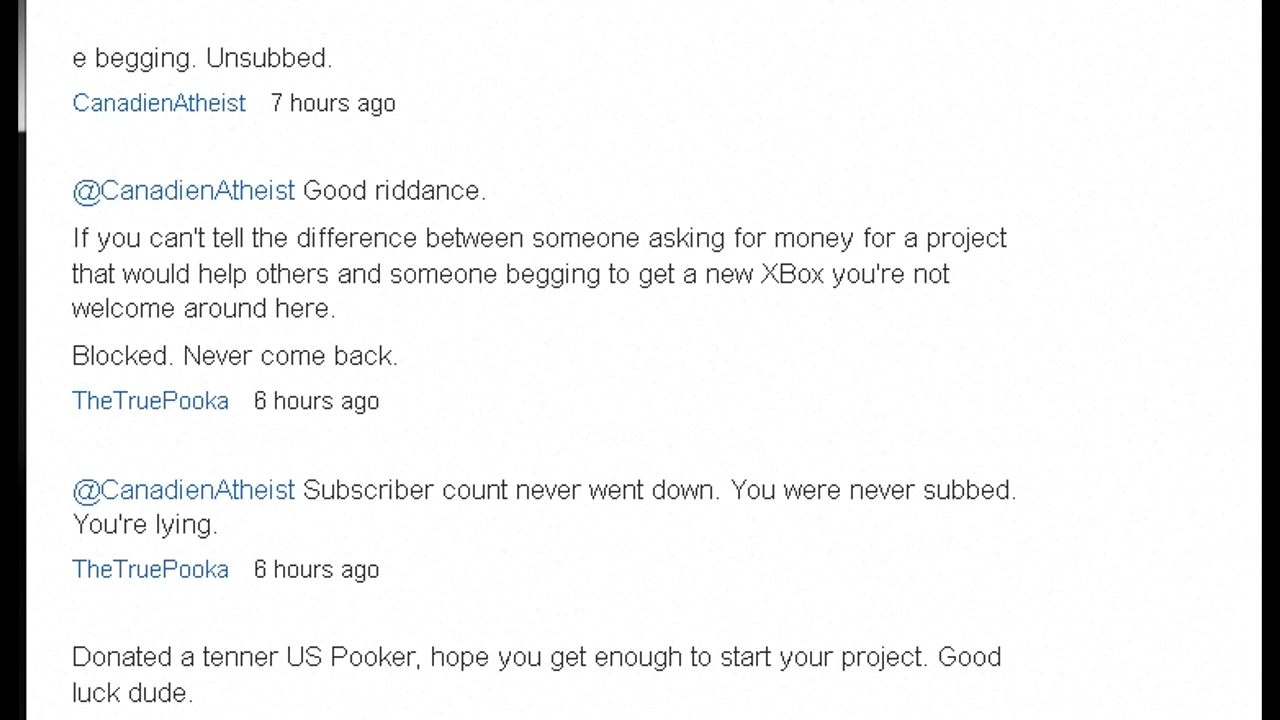 e begging. Unsubbed.
CanadienAtheist 7 hours ago
@CanadienAtheist Good riddance.
If you can't tell the difference between someone asking for money for a project
that would help others and someone begging to get a new XBox you're not
welcome around here.
Blocked. Never come back.
TheTruePooka 6 hours ago
@CanadienAtheist Subscriber count never went down. You were never subbed.
You're lying.
TheTruePooka 6 hours ago
Donated a tenner US Pooker, hope you get enough to start your project. Good
luck dude.